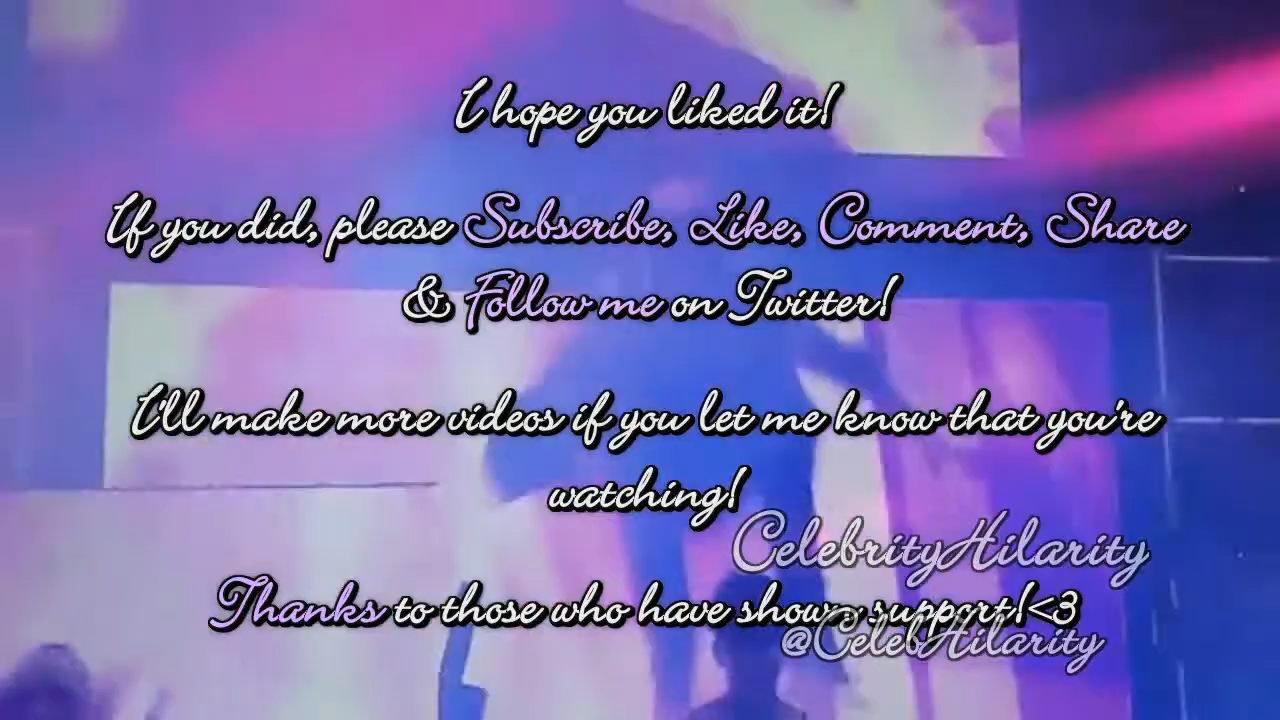 I hope you liked it!
If you did, please Subscribe, Like, Comment, Share
& Follow me on Twitter!
I'll make more videos if you let me know that you're
watching!
CelebrityHilarity
Thanks to those who have shown support!<3
@CelebHilarity